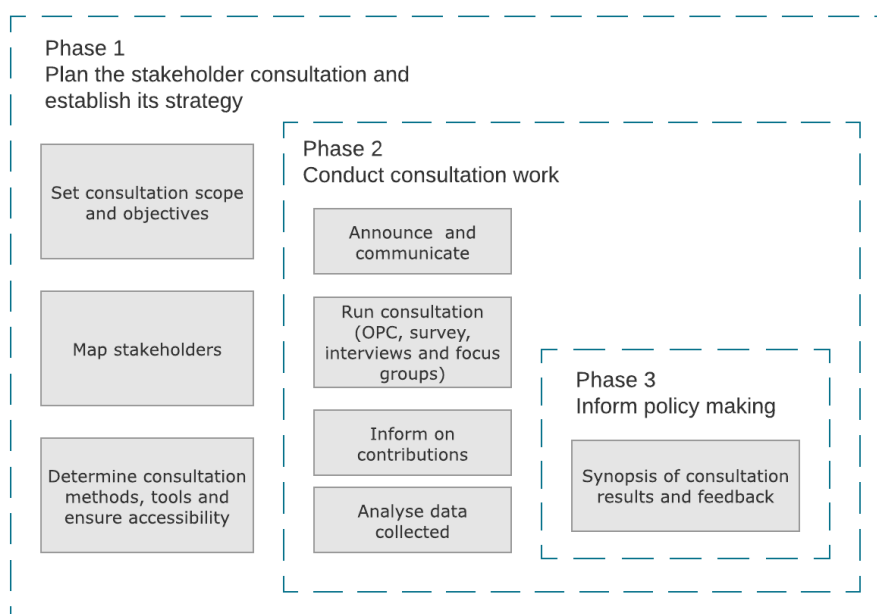 Phase 1
Plan the stakeholder consultation and
establish its strategy
Set consultation scope
and objectives
Map stakeholders
Determine consultation
methods, tools and
ensure accessibility
Phase 2
Conduct consultation work
Announce and
communicate
Run consultation
(OPC, survey,
interviews and focus
groups)
Inform on
contributions
Analyse data
collected
Phase 3
Inform policy making
Synopsis of consultation
results and feedback